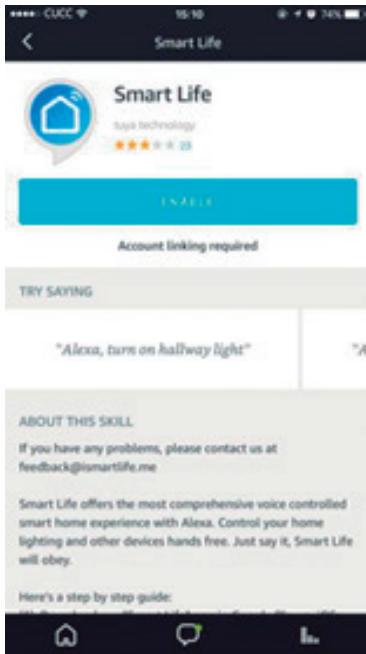 CUCC 15:10 74%
Smart Life
Smart Life
tuya technology
23
ENABLE
Account linking required
TRY SAYING
"Alexa, turn on hallway light"
"A
ABOUT THIS SKILL
If you have any problems, please contact us at
feedback@ismartlife.me
Smart Life offers the most comprehensive voice controlled
smart home experience with Alexa. Control your home
lighting and other devices hands free. Just say it, Smart Life
will obey.
Here's a step by step guide: